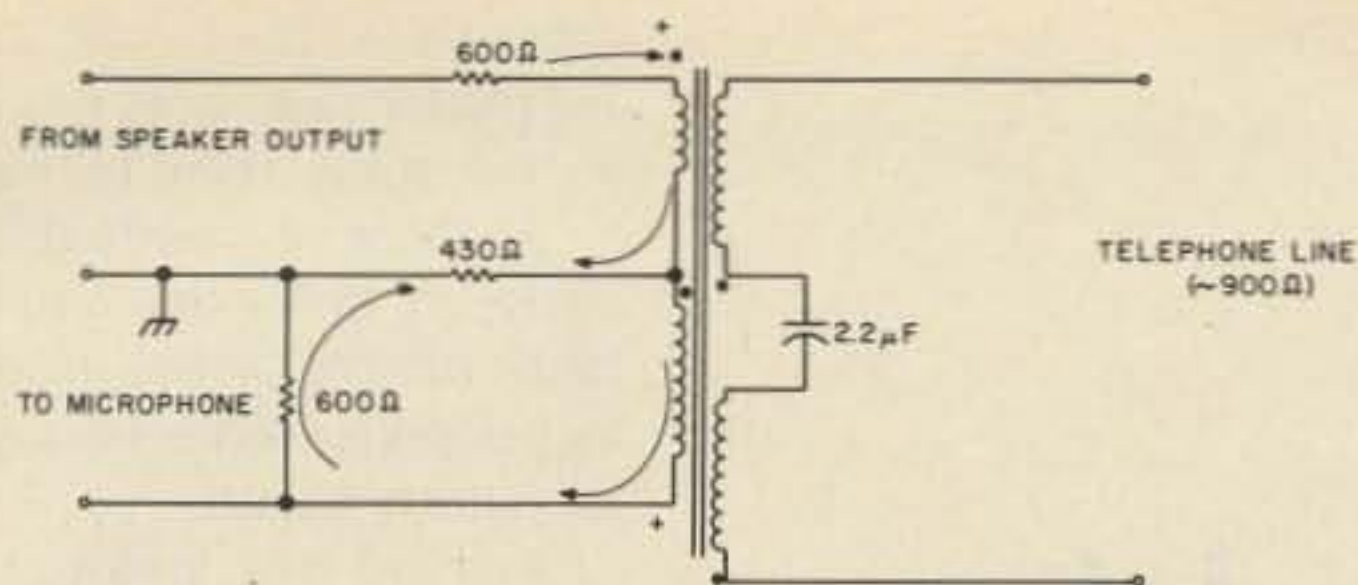 +
600Ω
FROM SPEAKER OUTPUT
430Ω
TELEPHONE LINE
(~900Ω)
2.2μF
TO MICROPHONE
600Ω
+